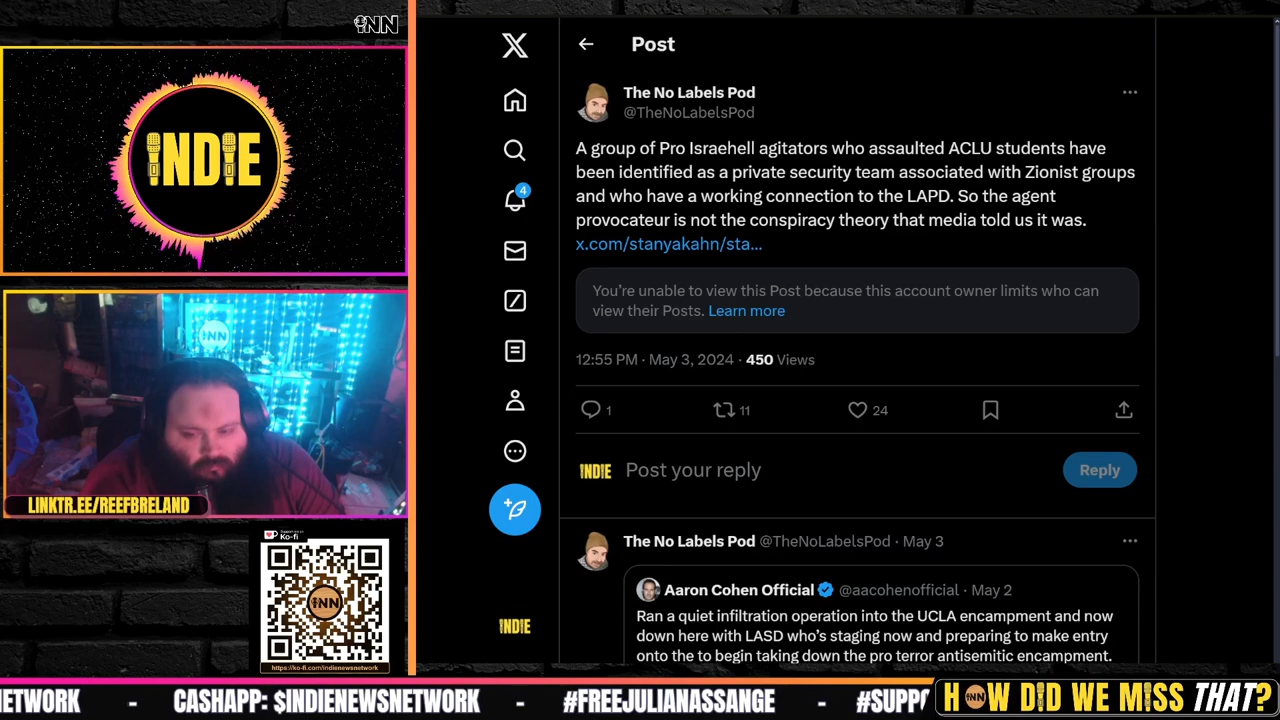 iNN
iNDiE
iNN
LINKTR.EE/REEFBRELAND
Support me on
Ko-fi
iNN
https://ko-fi.com/indienewsnetwork
Post
The No Labels Pod
@TheNoLabelsPod
A group of Pro Israehell agitators who assaulted ACLU students have
been identified as a private security team associated with Zionist groups
and who have a working connection to the LAPD. So the agent
provocateur is not the conspiracy theory that media told us it was.
x.com/stanyakahn/sta...
You're unable to view this Post because this account owner limits who can
view their Posts. Learn more
12:55 PM · May 3, 2024 · 450 Views
1 11 24
4
iNDiE
Post your reply
Reply
The No Labels Pod @TheNoLabelsPod · May 3
Aaron Cohen Official @aacohenofficial · May 2
Ran a quiet infiltration operation into the UCLA encampment and now
down here with LASD who's staging now and preparing to make entry
onto the to begin taking down the pro terror antisemitic encampment.
iNDiE
NETWORK - CASHAPP: $INDIENEWSNETWORK - #FREEJULIANASSANGE - #SUPP
HOW DiD WE MiSS THAT?